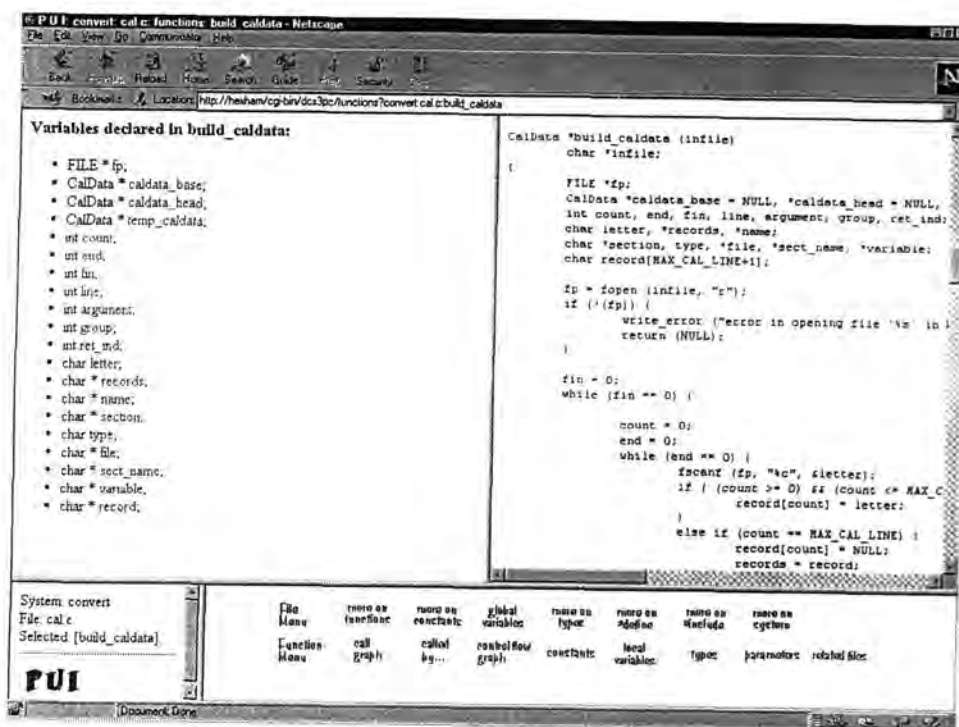 P U I: convert: cal.c: functions: build_caldata - Netscape
File Edit View Go Communicator Help
Back Reload Home Search Guide Print Security
Bookmarks Location: http://hexham/cgi-bin/dcs3pc/functions?convert:cal.c:build_caldata
Variables declared in build_caldata:
FILE * fp;
CalData * caldata_base;
CalData * caldata_head;
CalData * temp_caldata;
int count;
int end;
int fin;
int line;
int argument;
int group;
int ret_ind;
char letter;
char * records;
char * name;
char * section;
char type;
char * file;
char * sect_name;
char * variable;
char * record;
CalData *build_caldata (infile)
char *infile;
{
FILE *fp;
CalData *caldata_base = NULL, *caldata_head = NULL,
int count, end, fin, line, argument, group, ret_ind;
char letter, *records, *name;
char *section, type, *file, *sect_name, *variable;
char record[MAX_CAL_LINE+1];
fp = fopen (infile, "r");
if (!(fp)) {
write_error ("error in opening file '%s' in
return (NULL);
}
fin = 0;
while (fin == 0) {
count = 0;
end = 0;
while (end == 0) {
fscanf (fp, "%c", &letter);
if ( (count >= 0) && (count <= MAX_C
record[count] = letter;
}
else if (count == MAX_CAL_LINE) {
record[count] = NULL;
records = record;
System: convert
File: cal.c
Selected: [build_caldata]
PUI
File Menu more on functions more on constants global variables more on types more on #define more on #include more on system
Function Menu call graph called by... control flow graph constants local variables types parameters related files
Document: Done